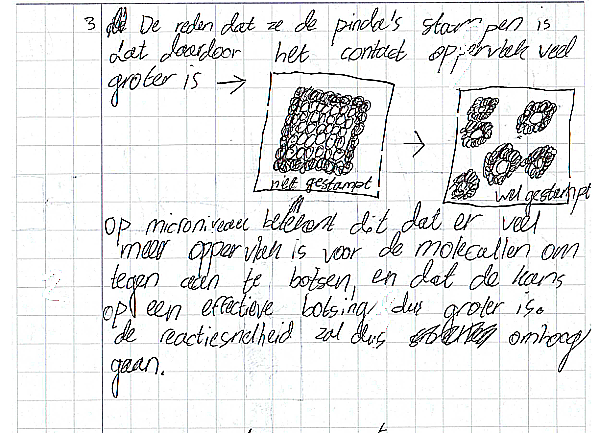 3 De reden dat ze de pinda's stampen is
dat daardoor het contact oppervlak veel
groter is →
niet gestampt
→
wel gestampt
op microniveau betekent dit dat er veel
meer oppervlak is voor de moleculen om
tegen aan te botsen, en dat de kans
op een effectieve botsing dus groter is.
de reactiesnelheid zal dus omhoog
gaan.